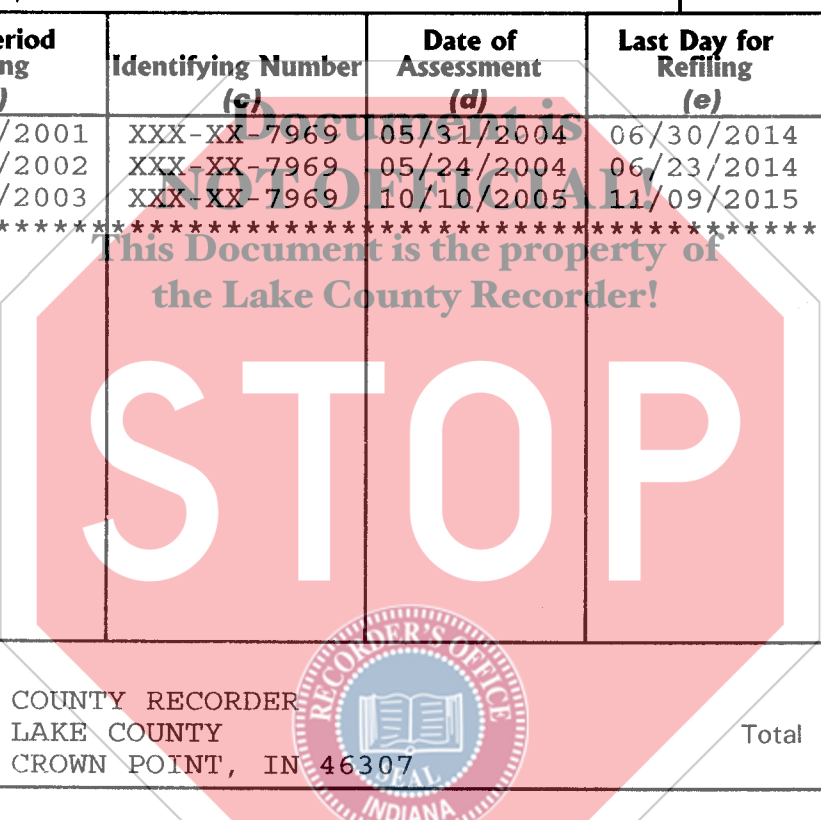 eriod
ng
)
Identifying Number
(c)
Date of
Assessment
(d)
Last Day for
Refiling
(e)
/2001 XXX-XX-7969 05/31/2004 06/30/2014
/2002 XXX-XX-7969 05/24/2004 06/23/2014
/2003 XXX-XX-7969 10/10/2005 11/09/2015
*****************************************
Document is
NOT OFFICIAL!
This Document is the property of
the Lake County Recorder!
STOP
COUNTY RECORDER
LAKE COUNTY
CROWN POINT, IN 46307
Total
RECORDER'S OFFICE
SEAL
INDIANA